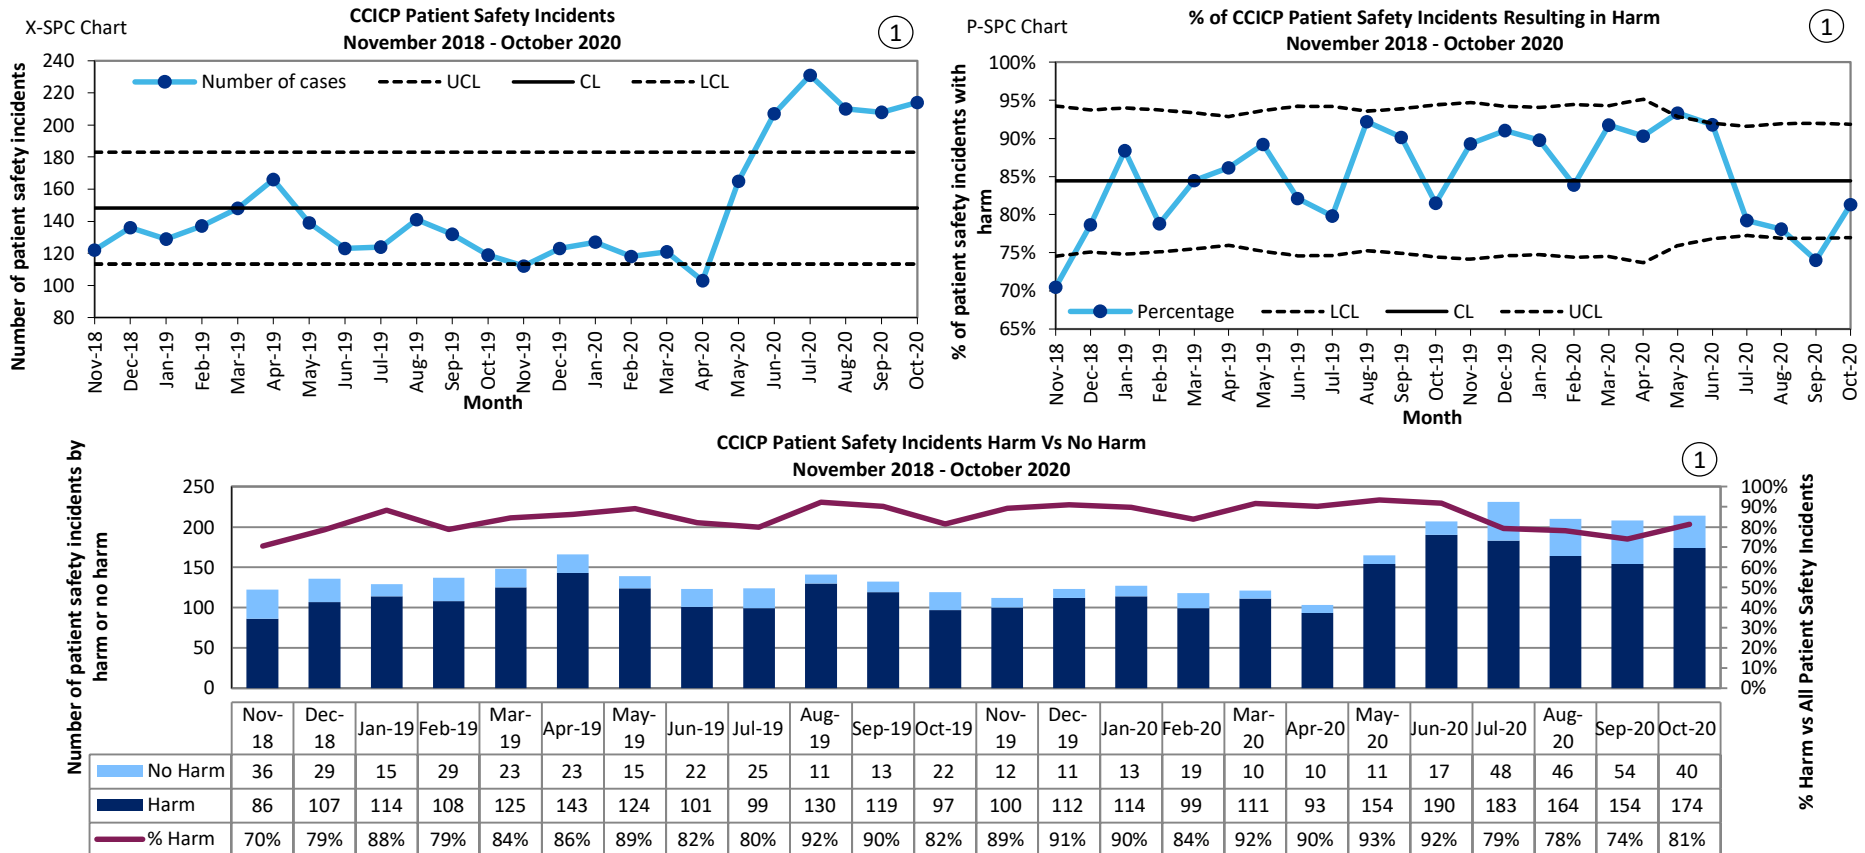 X-SPC Chart
CCICP Patient Safety Incidents
November 2018 - October 2020
1
Number of patient safety incidents
240
220
200
180
160
140
120
100
80
Number of cases UCL CL LCL
Nov-18 Dec-18 Jan-19 Feb-19 Mar-19 Apr-19 May-19 Jun-19 Jul-19 Aug-19 Sep-19 Oct-19 Nov-19 Dec-19 Jan-20 Feb-20 Mar-20 Apr-20 May-20 Jun-20 Jul-20 Aug-20 Sep-20 Oct-20
Month
P-SPC Chart
% of CCICP Patient Safety Incidents Resulting in Harm
November 2018 - October 2020
1
% of patient safety incidents with
harm
100%
95%
90%
85%
80%
75%
70%
65%
Percentage LCL CL UCL
Nov-18 Dec-18 Jan-19 Feb-19 Mar-19 Apr-19 May-19 Jun-19 Jul-19 Aug-19 Sep-19 Oct-19 Nov-19 Dec-19 Jan-20 Feb-20 Mar-20 Apr-20 May-20 Jun-20 Jul-20 Aug-20 Sep-20 Oct-20
Month
CCICP Patient Safety Incidents Harm Vs No Harm
November 2018 - October 2020
1
Number of patient safety incidents by
harm or no harm
250
200
150
100
50
0
100%
90%
80%
70%
60%
50%
40%
30%
20%
10%
0%
% Harm vs All Patient Safety Incidents
Nov-18 Dec-18 Jan-19 Feb-19 Mar-19 Apr-19 May-19 Jun-19 Jul-19 Aug-19 Sep-19 Oct-19 Nov-19 Dec-19 Jan-20 Feb-20 Mar-20 Apr-20 May-20 Jun-20 Jul-20 Aug-20 Sep-20 Oct-20
No Harm 36 29 15 29 23 23 15 22 25 11 13 22 12 11 13 19 10 10 11 17 48 46 54 40
Harm 86 107 114 108 125 143 124 101 99 130 119 97 100 112 114 99 111 93 154 190 183 164 154 174
% Harm 70% 79% 88% 79% 84% 86% 89% 82% 80% 92% 90% 82% 89% 91% 90% 84% 92% 90% 93% 92% 79% 78% 74% 81%